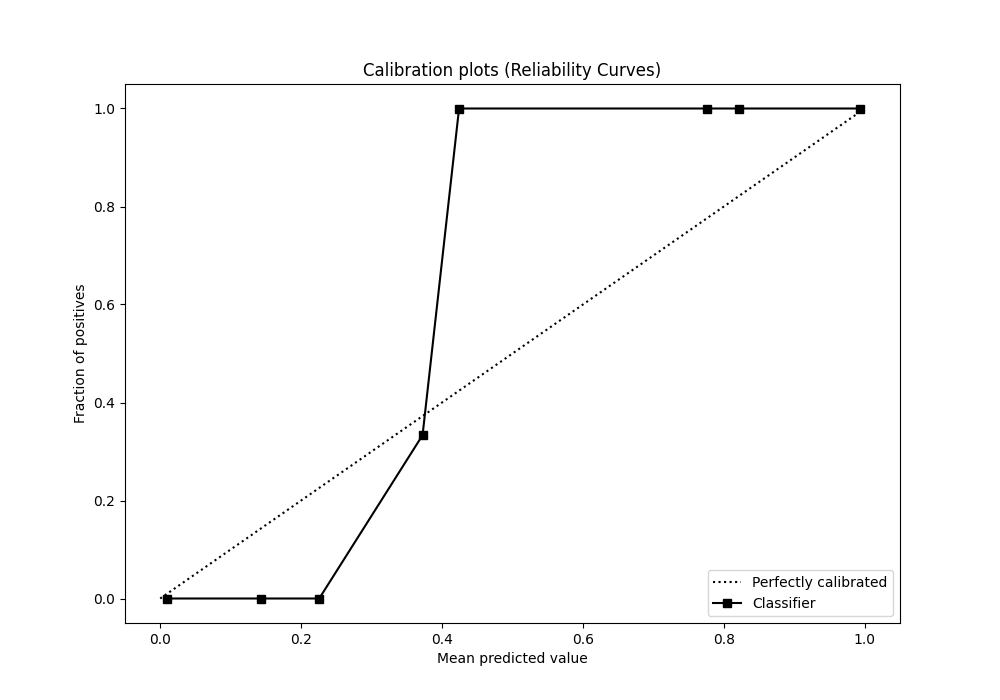 Calibration plots (Reliability Curves)
1.0
0.8
0.6
0.4
0.2
0.0
Fraction of positives
0.0 0.2 0.4 0.6 0.8 1.0
Mean predicted value
Perfectly calibrated
Classifier